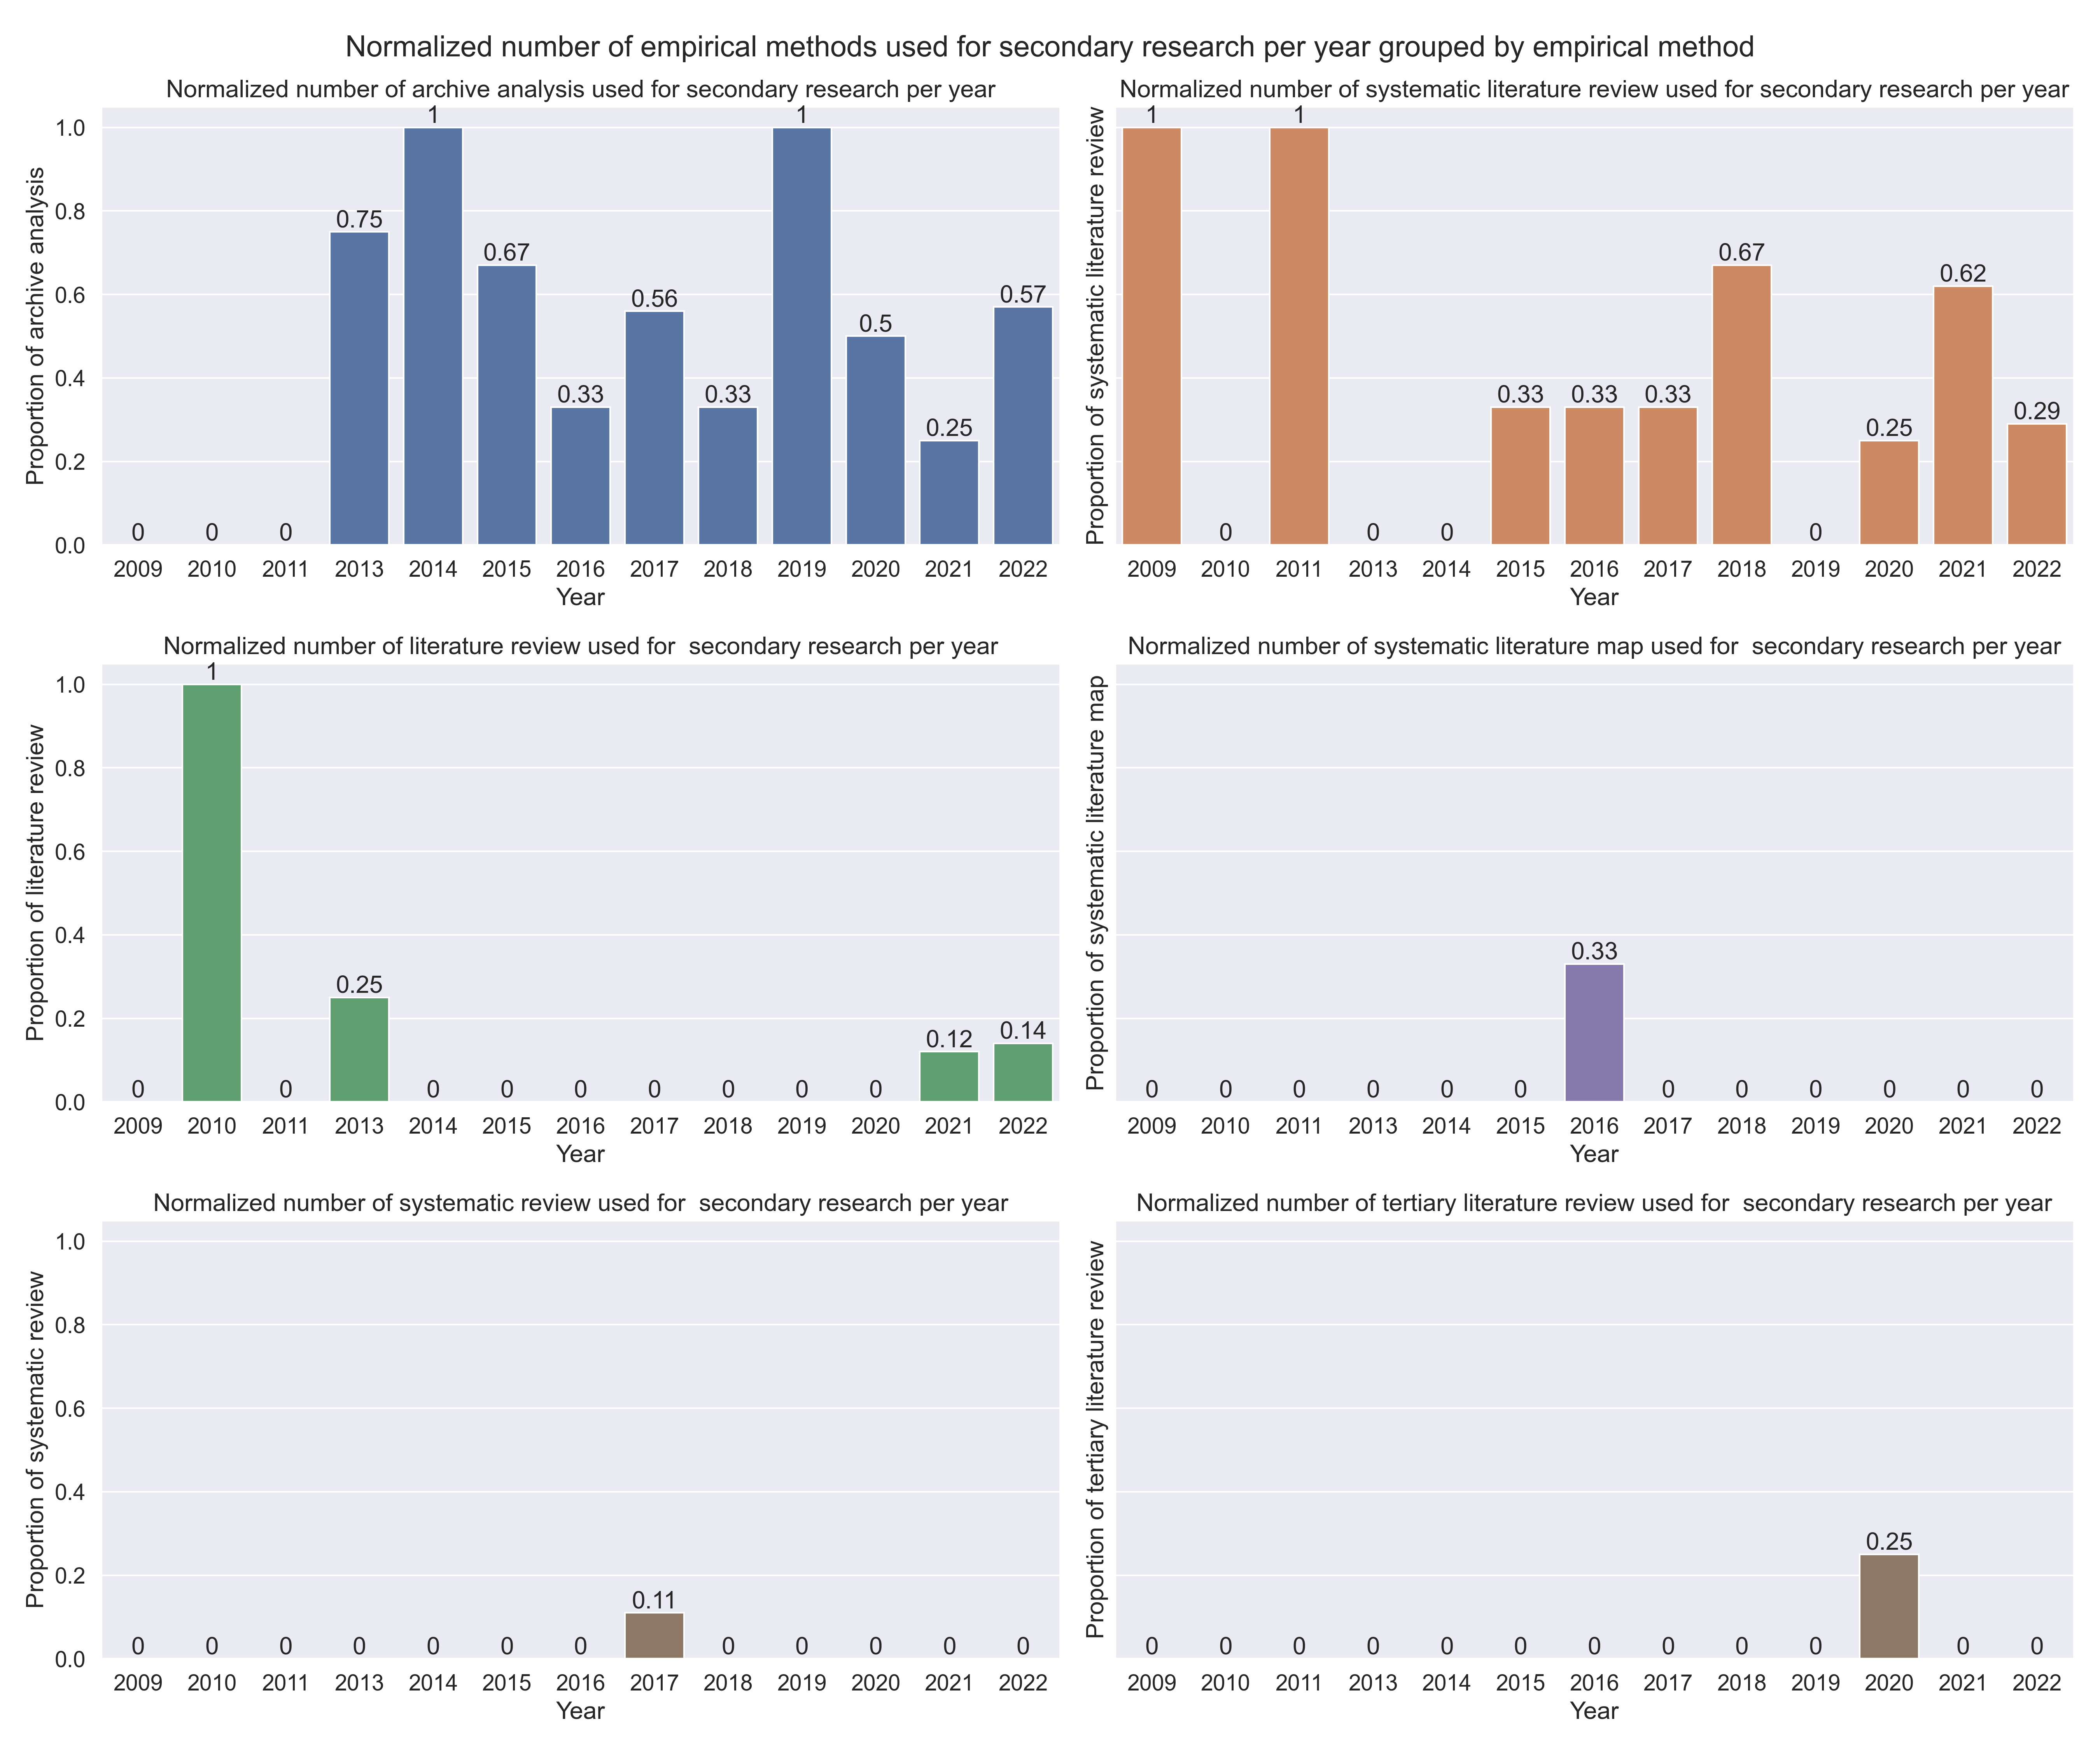 Normalized number of empirical methods used for secondary research per year grouped by empirical method
Normalized number of archive analysis used for secondary research per year
Proportion of archive analysis
1.0
0.8
0.6
0.4
0.2
0.0
0 0 0 0.75 1 0.67 0.33 0.56 0.33 1 0.5 0.25 0.57
2009 2010 2011 2013 2014 2015 2016 2017 2018 2019 2020 2021 2022
Year
Normalized number of systematic literature review used for secondary research per year
Proportion of systematic literature review
1 0 1 0 0 0.33 0.33 0.33 0.67 0 0.25 0.62 0.29
2009 2010 2011 2013 2014 2015 2016 2017 2018 2019 2020 2021 2022
Year
Normalized number of literature review used for  secondary research per year
Proportion of literature review
1.0
0.8
0.6
0.4
0.2
0.0
0 1 0 0.25 0 0 0 0 0 0 0 0.12 0.14
2009 2010 2011 2013 2014 2015 2016 2017 2018 2019 2020 2021 2022
Year
Normalized number of systematic literature map used for  secondary research per year
Proportion of systematic literature map
0 0 0 0 0 0 0.33 0 0 0 0 0 0
2009 2010 2011 2013 2014 2015 2016 2017 2018 2019 2020 2021 2022
Year
Normalized number of systematic review used for  secondary research per year
Proportion of systematic review
1.0
0.8
0.6
0.4
0.2
0.0
0 0 0 0 0 0 0 0.11 0 0 0 0 0
2009 2010 2011 2013 2014 2015 2016 2017 2018 2019 2020 2021 2022
Year
Normalized number of tertiary literature review used for  secondary research per year
Proportion of tertiary literature review
0 0 0 0 0 0 0 0 0 0 0.25 0 0
2009 2010 2011 2013 2014 2015 2016 2017 2018 2019 2020 2021 2022
Year